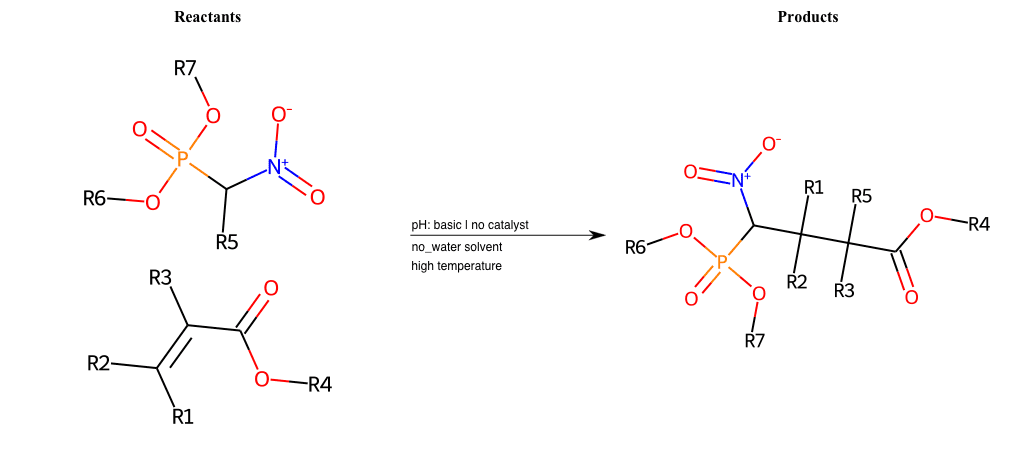 Reactants
Products
R7
O
O⁻
O
P
N⁺
O
R6
O
R5
R3
O
R2
O
R4
R1
pH: basic | no catalyst
no_water solvent
high temperature
O⁻
O
N⁺
R1
R5
O
R4
R6
O
P
R2
R3
O
O
O
R7